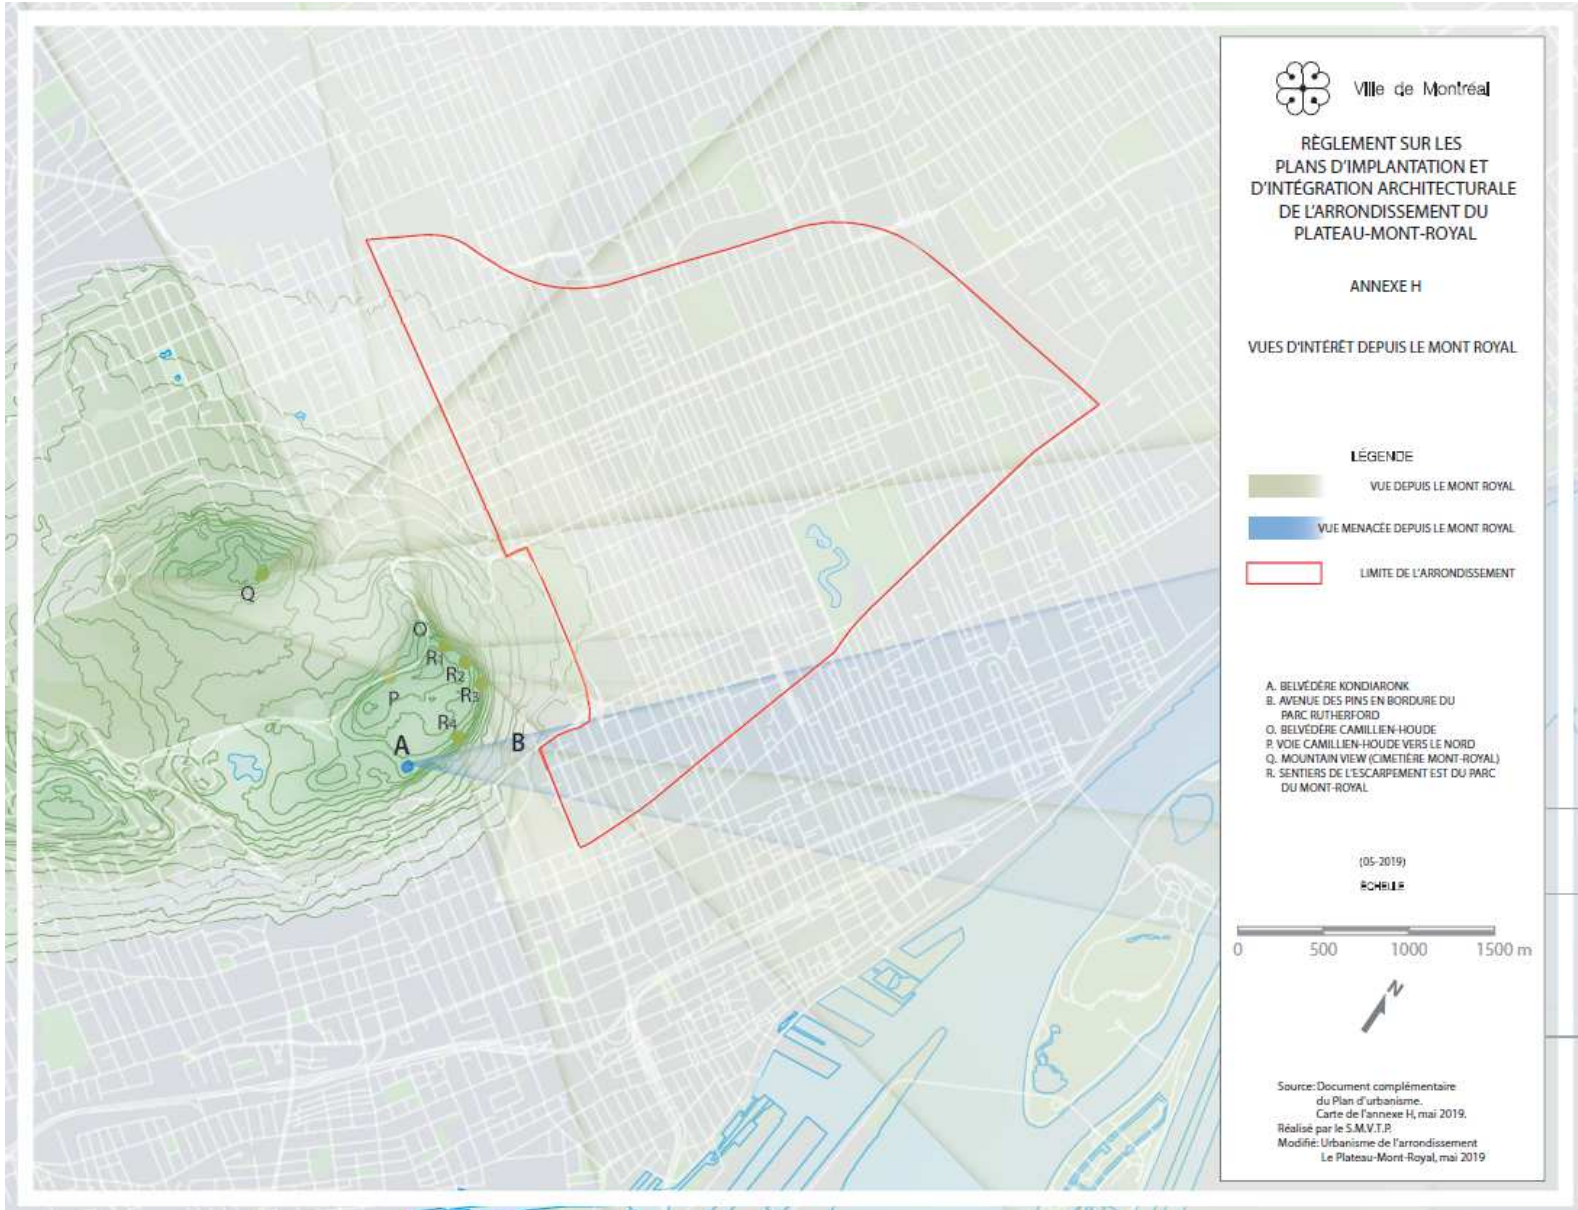 Ville de Montréal
RÈGLEMENT SUR LES
PLANS D'IMPLANTATION ET
D'INTÉGRATION ARCHITECTURALE
DE L'ARRONDISSEMENT DU
PLATEAU-MONT-ROYAL
ANNEXE H
VUES D'INTÉRÊT DEPUIS LE MONT ROYAL
LÉGENDE
VUE DEPUIS LE MONT ROYAL
VUE MENACÉE DEPUIS LE MONT ROYAL
LIMITE DE L'ARRONDISSEMENT
A. BELVÉDÈRE KONDIARONK
B. AVENUE DES PINS EN BORDURE DU
PARC RUTHERFORD
O. BELVÉDÈRE CAMILLIEN-HOUDE
P. VOIE CAMILLIEN-HOUDE VERS LE NORD
Q. MOUNTAIN VIEW (CIMETIÈRE MONT-ROYAL)
R. SENTIERS DE L'ESCARPEMENT EST DU PARC
DU MONT-ROYAL
(05-2019)
ÉCHELLE
0 500 1000 1500 m
N
Source: Document complémentaire
du Plan d'urbanisme.
Carte de l'annexe H, mai 2019.
Réalisé par le S.M.V.T.P.
Modifié: Urbanisme de l'arrondissement
Le Plateau-Mont-Royal, mai 2019
Q
O
R1
R2
P
R3
R4
A
B